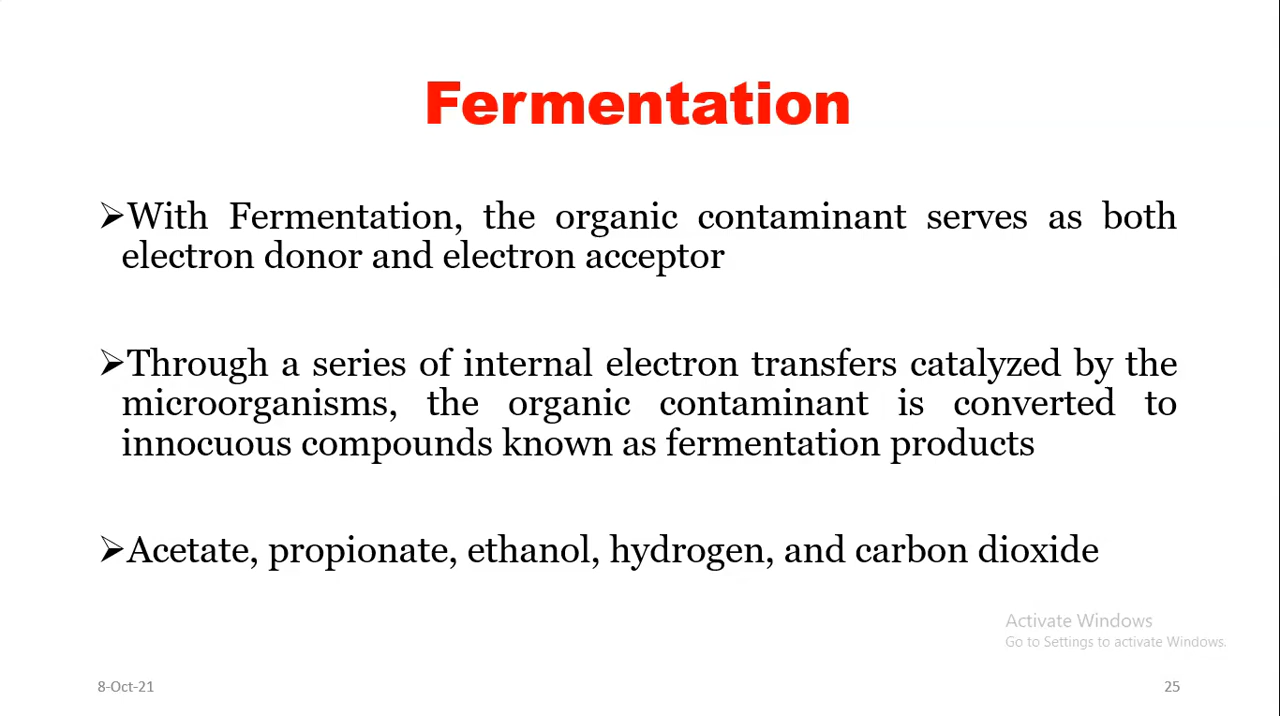 Fermentation
➢With Fermentation, the organic contaminant serves as both
electron donor and electron acceptor
➢Through a series of internal electron transfers catalyzed by the
microorganisms, the organic contaminant is converted to
innocuous compounds known as fermentation products
➢Acetate, propionate, ethanol, hydrogen, and carbon dioxide
Activate Windows
Go to Settings to activate Windows.
8-Oct-21
25